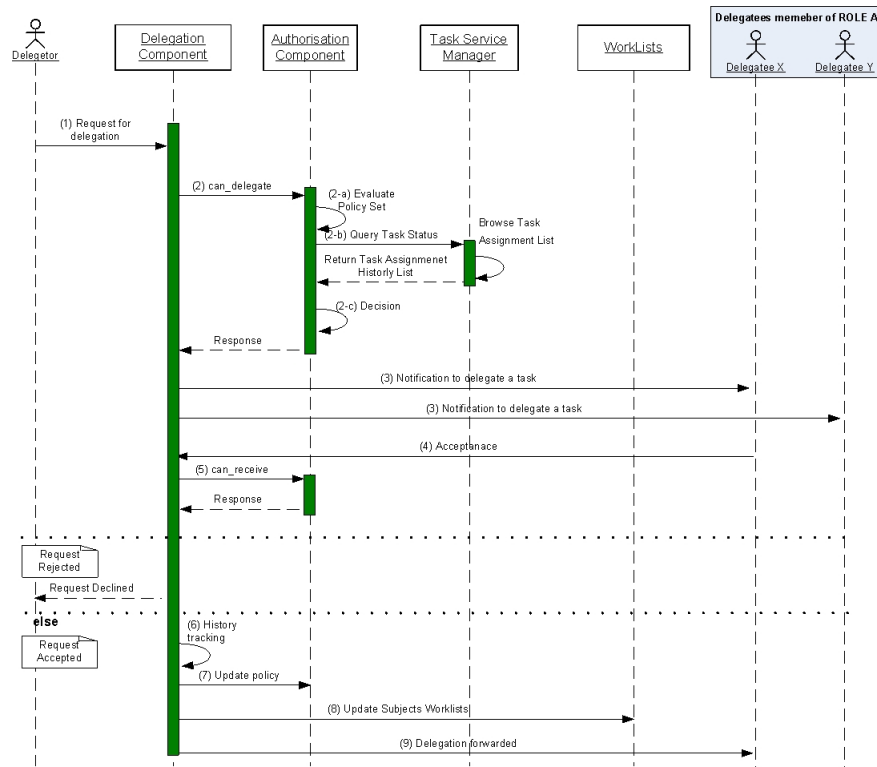 Delegatees memeber of ROLE A
Delegetor
Delegation
Component
Authorisation
Component
Task Service
Manager
WorkLists
Delegatee X
Delegatee Y
(1) Request for
delegation
(2) can_delegate
(2-a) Evaluate
Policy Set
(2-b) Query Task Status
Browse Task
Assignment List
Return Task Assignmenet
Historly List
(2-c) Decision
Response
(3) Notification to delegate a task
(3) Notification to delegate a task
(4) Acceptanace
(5) can_receive
Response
Request
Rejected
Request Declined
else
(6) History
tracking
Request
Accepted
(7) Update policy
(8) Update Subjects Worklists
(9) Delegation forwarded